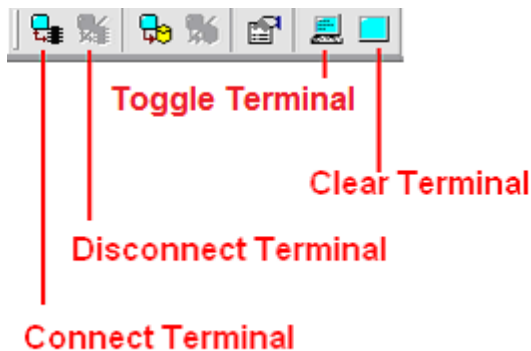 Toggle Terminal
Clear Terminal
Disconnect Terminal
Connect Terminal